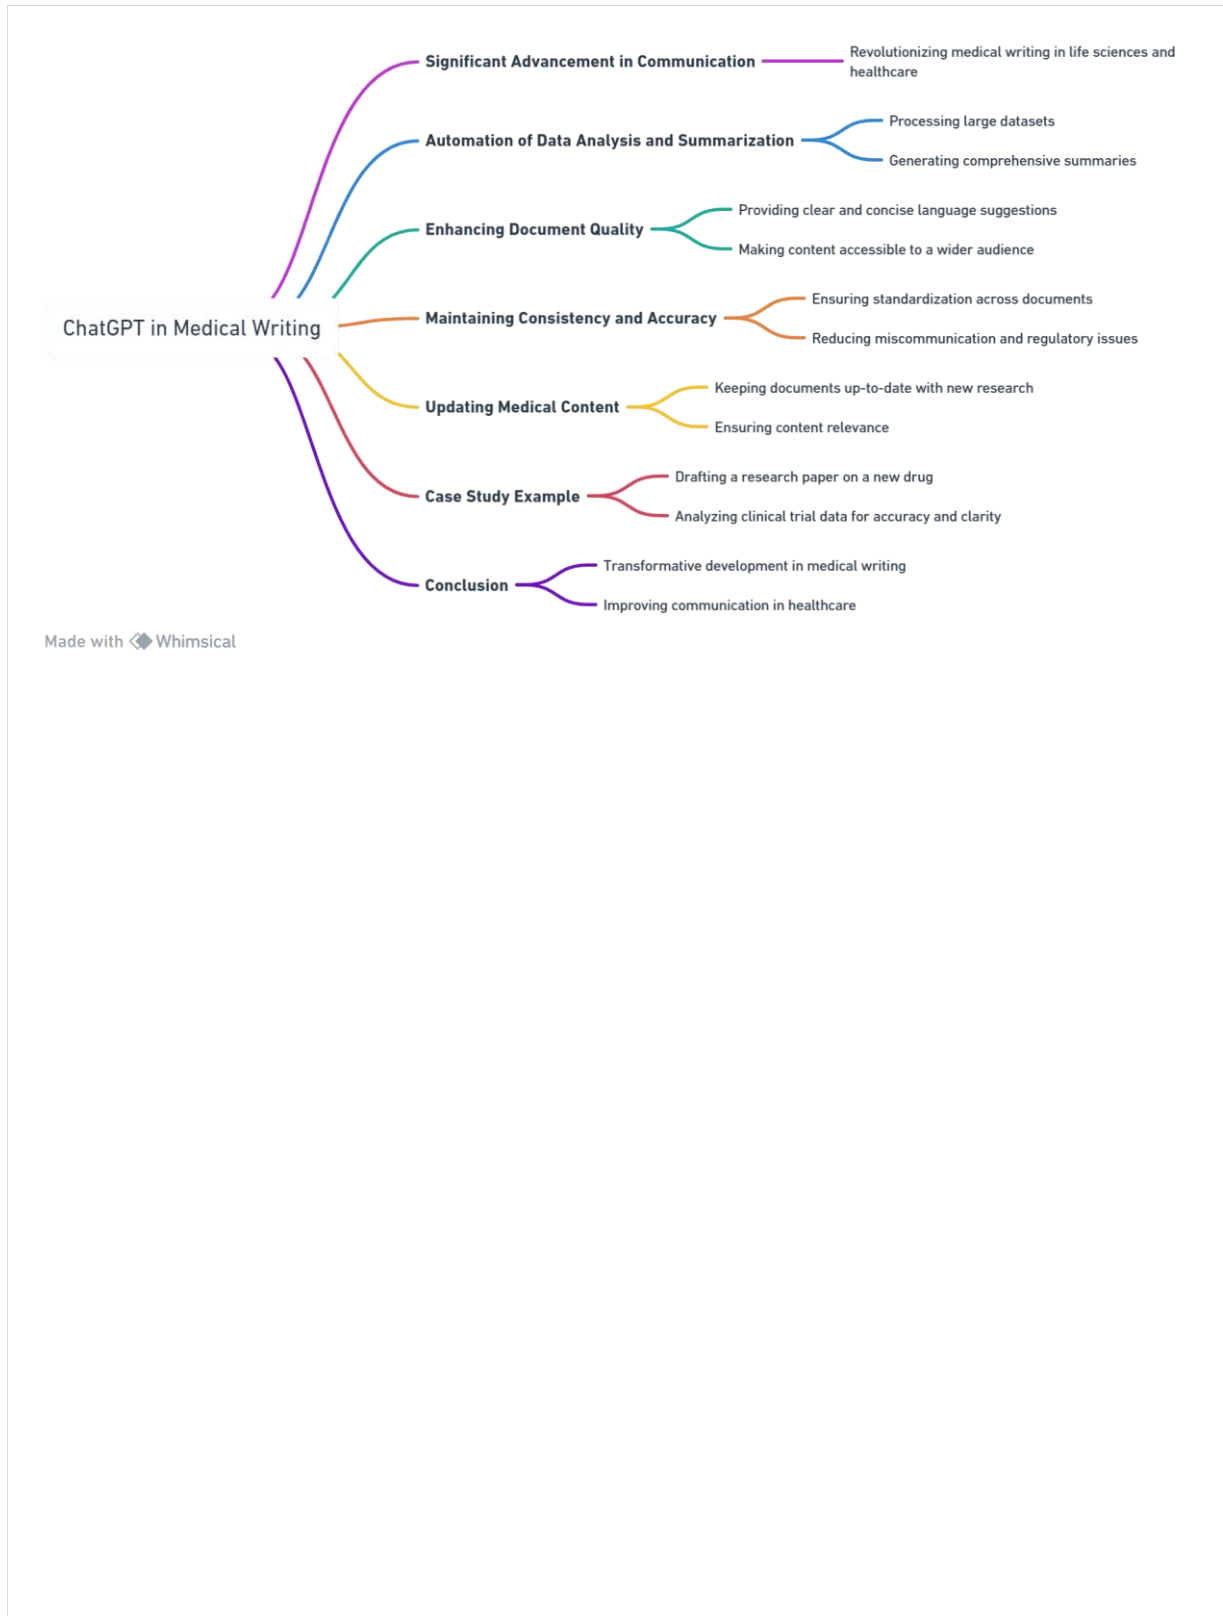 Significant Advancement in Communication
Revolutionizing medical writing in life sciences and
healthcare
Automation of Data Analysis and Summarization
Processing large datasets
Generating comprehensive summaries
Enhancing Document Quality
Providing clear and concise language suggestions
Making content accessible to a wider audience
ChatGPT in Medical Writing
Maintaining Consistency and Accuracy
Ensuring standardization across documents
Reducing miscommunication and regulatory issues
Updating Medical Content
Keeping documents up-to-date with new research
Ensuring content relevance
Case Study Example
Drafting a research paper on a new drug
Analyzing clinical trial data for accuracy and clarity
Conclusion
Transformative development in medical writing
Improving communication in healthcare
Made with Whimsical